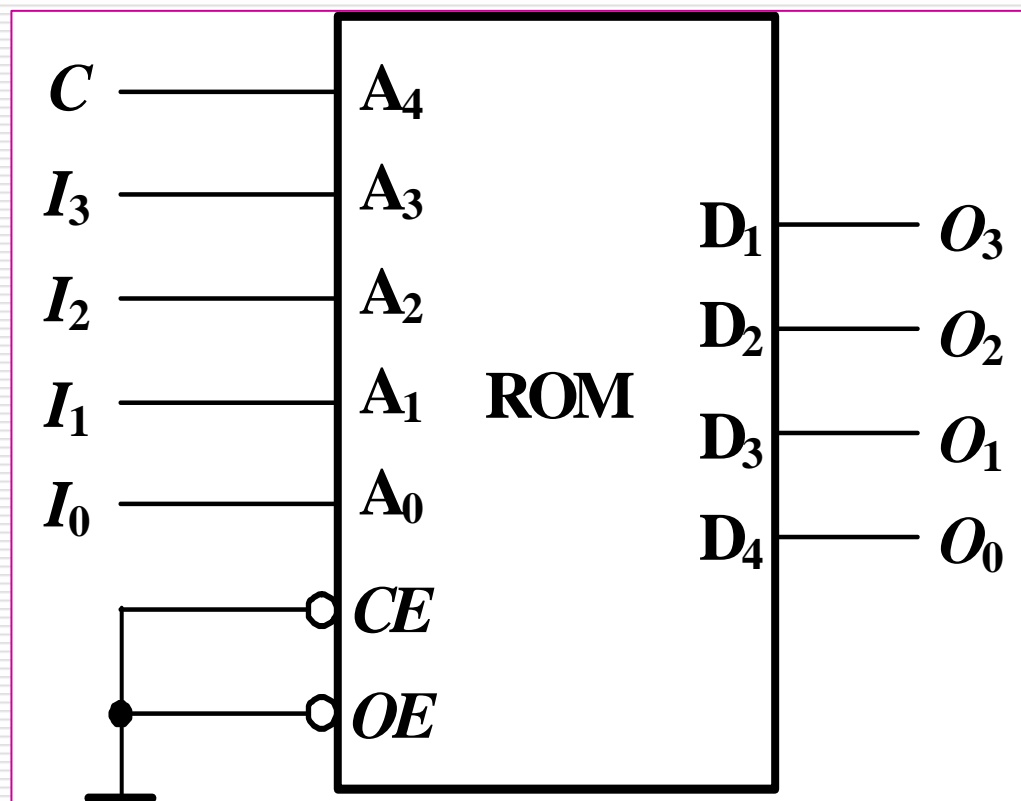 C A₄
I₃ A₃
D₁ O₃
I₂ A₂
D₂ O₂
I₁ A₁ ROM
D₃ O₁
I₀ A₀
D₄ O₀
CE
OE